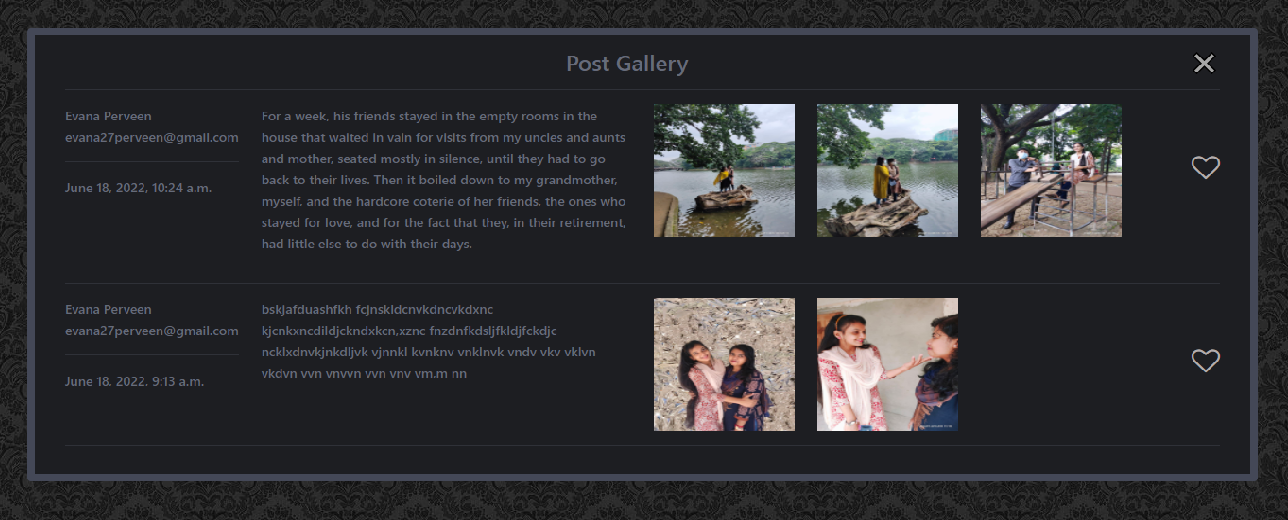 Post Gallery
Evana Perveen
evana27perveen@gmail.com
June 18, 2022, 10:24 a.m.
For a week, his friends stayed in the empty rooms in the
house that waited in vain for visits from my uncles and aunts
and mother, seated mostly in silence, until they had to go
back to their lives. Then it boiled down to my grandmother,
myself, and the hardcore coterie of her friends, the ones who
stayed for love, and for the fact that they, in their retirement,
had little else to do with their days.
Evana Perveen
evana27perveen@gmail.com
June 18, 2022, 9:13 a.m.
bskjafduashfkh fcjnskldcnvkdncvkdxnc
kjcnkxncdildjckndxkcn,xznc fnzdnfkdsljfkldjfckdjc
ncklxdnvkjnkdljvk vjnnkl kvnknv vnklnvk vndv vkv vklvn
vkdvn vvn vnvvn vvn vnv vm.m nn